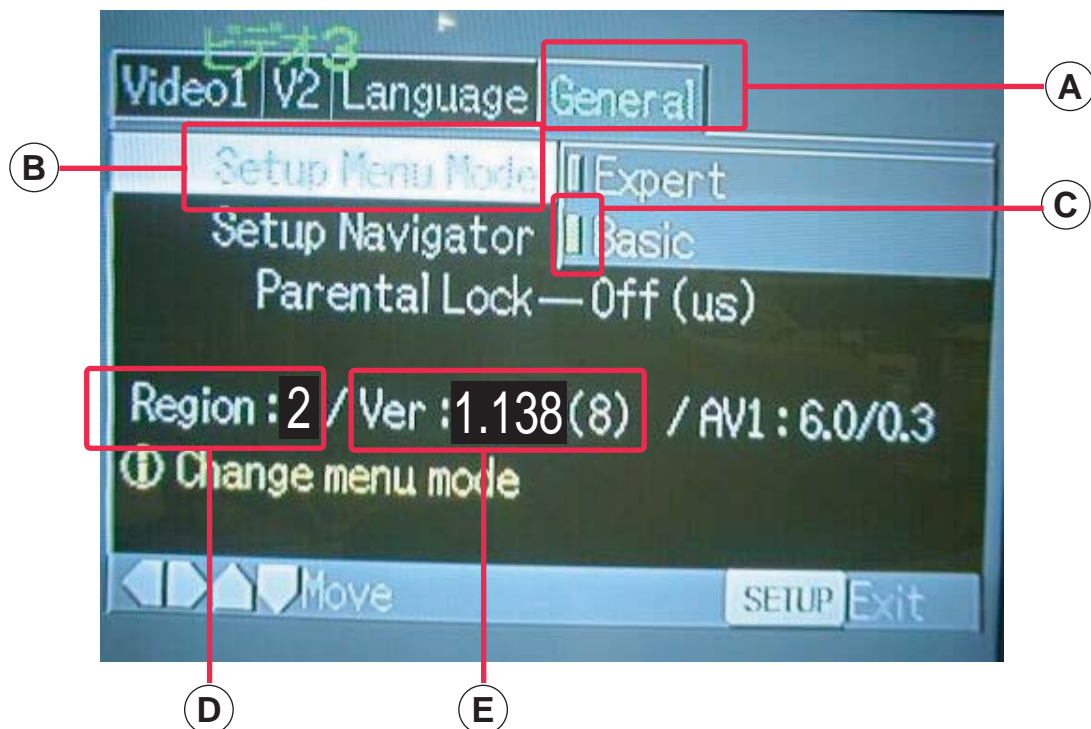 ビデオ3
Video1 V2 Language General
A
B
Setup Menu Mode Expert
C
Setup Navigator Basic
Parental Lock—Off (us)
Region : 2 / Ver : 1.138 (8) / AV1 : 6.0/0.3
ⓘ Change menu mode
Move SETUP Exit
D E